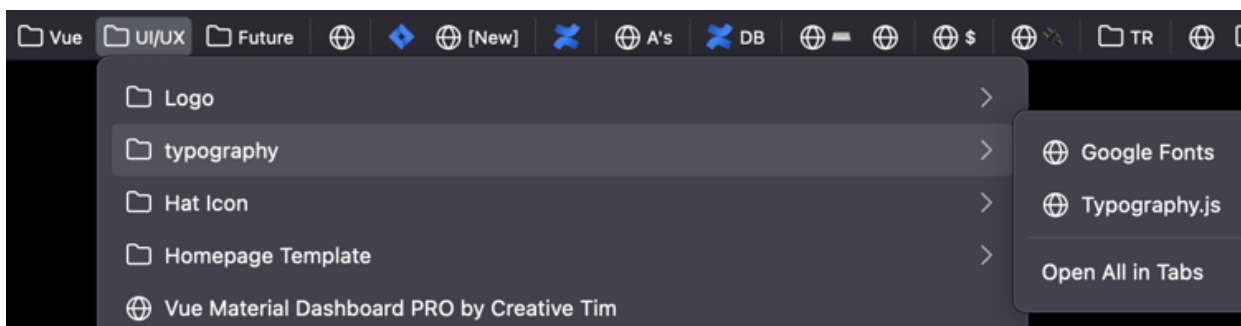 Vue UI/UX Future [New] A's DB $ TR
Logo
typography
Hat Icon
Homepage Template
Vue Material Dashboard PRO by Creative Tim
Google Fonts
Typography.js
Open All in Tabs